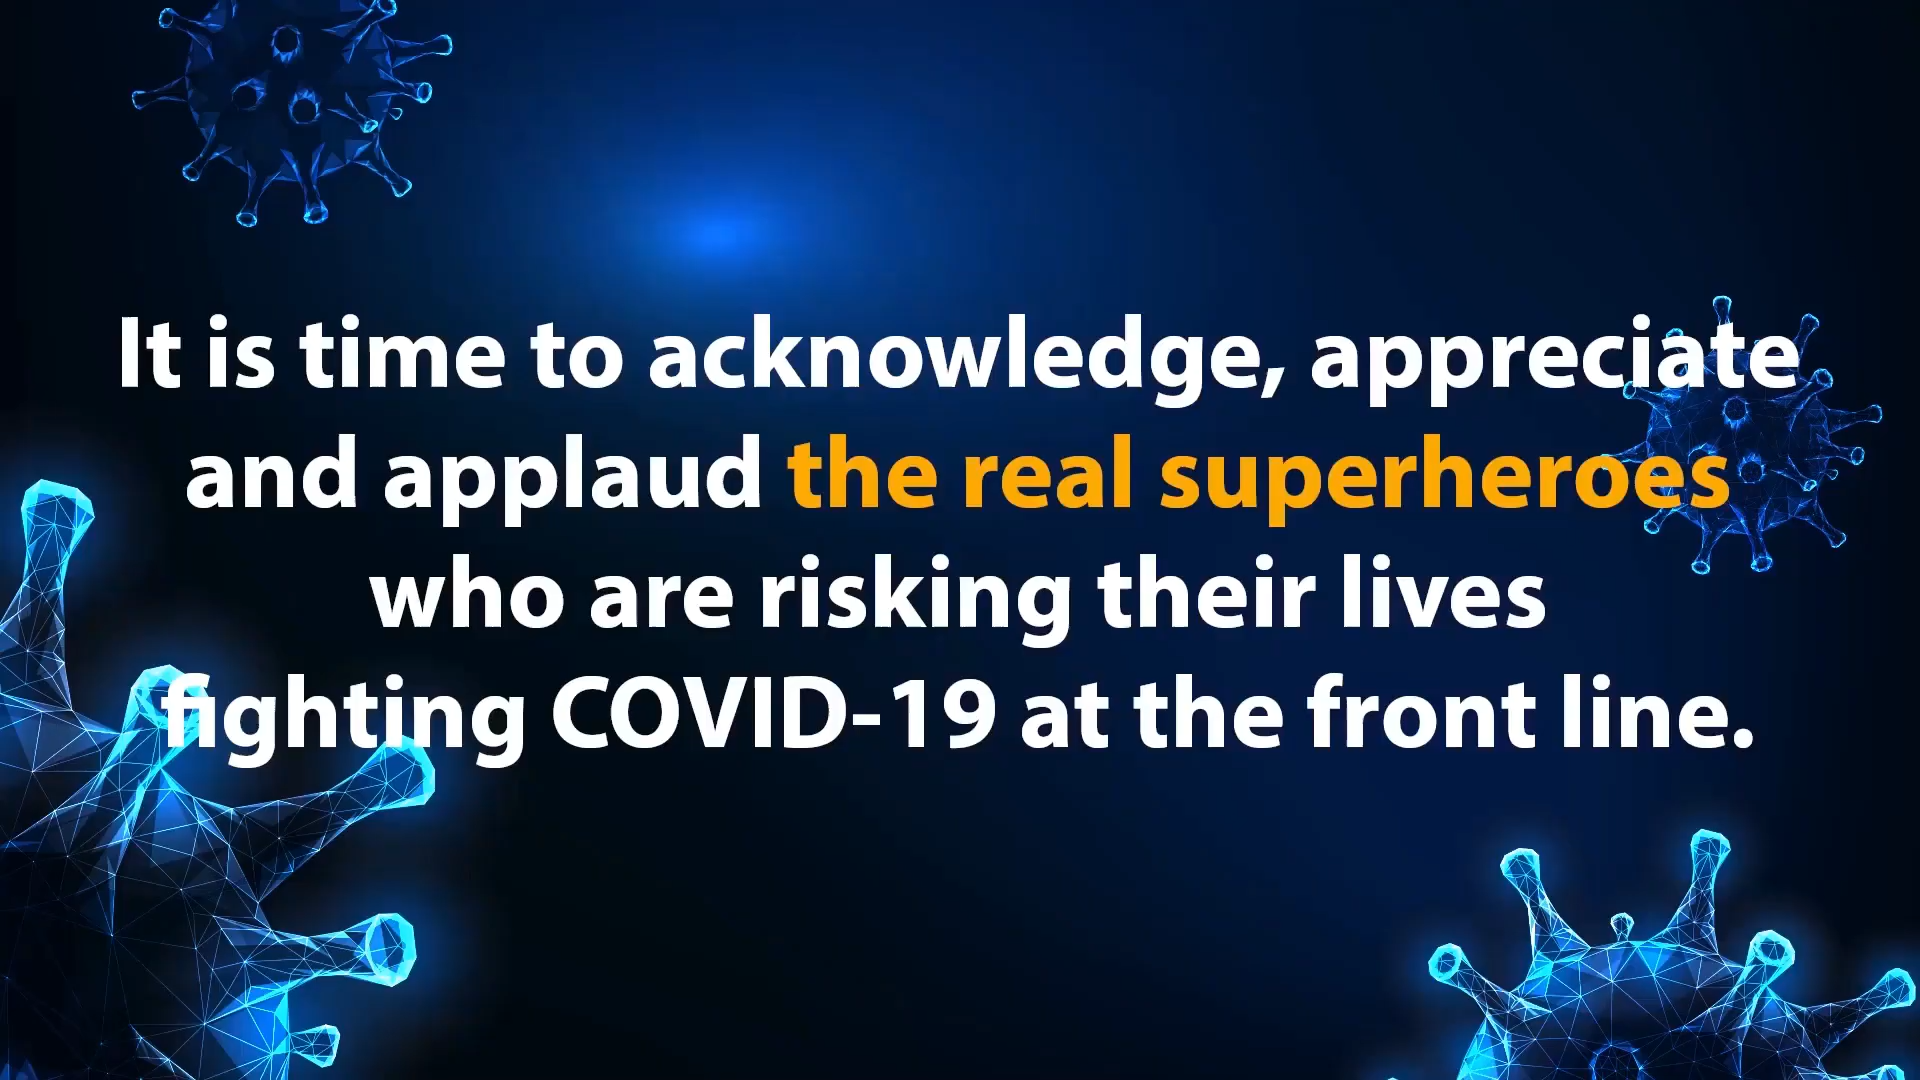 It is time to acknowledge, appreciate
and applaud the real superheroes
who are risking their lives
fighting COVID-19 at the front line.